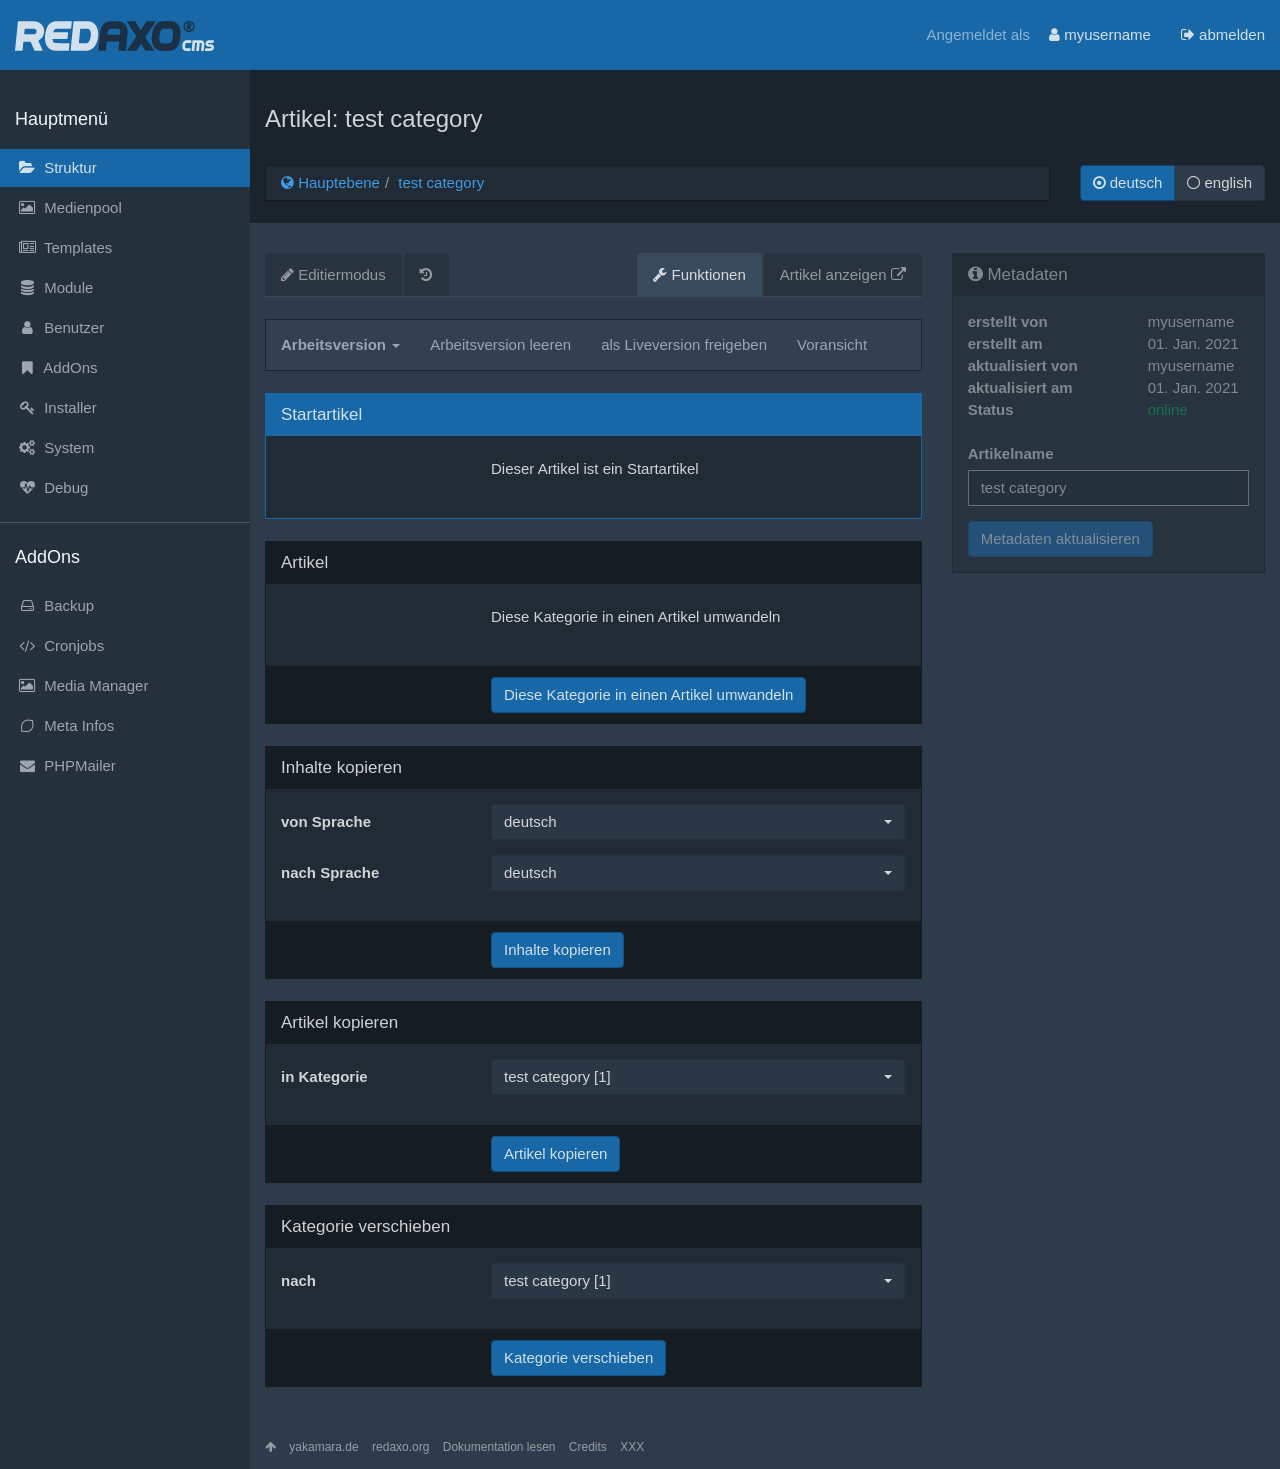 REDAXO® cms
Angemeldet als myusername abmelden
Hauptmenü
Struktur
Medienpool
Templates
Module
Benutzer
AddOns
Installer
System
Debug
AddOns
Backup
Cronjobs
Media Manager
Meta Infos
PHPMailer
Artikel: test category
Hauptebene / test category
deutsch english
Editiermodus
Funktionen Artikel anzeigen
Arbeitsversion Arbeitsversion leeren als Liveversion freigeben Voransicht
Startartikel
Dieser Artikel ist ein Startartikel
Artikel
Diese Kategorie in einen Artikel umwandeln
Diese Kategorie in einen Artikel umwandeln
Inhalte kopieren
von Sprache deutsch
nach Sprache deutsch
Inhalte kopieren
Artikel kopieren
in Kategorie test category [1]
Artikel kopieren
Kategorie verschieben
nach test category [1]
Kategorie verschieben
Metadaten
erstellt von myusername
erstellt am 01. Jan. 2021
aktualisiert von myusername
aktualisiert am 01. Jan. 2021
Status online
Artikelname
test category
Metadaten aktualisieren
yakamara.de redaxo.org Dokumentation lesen Credits XXX